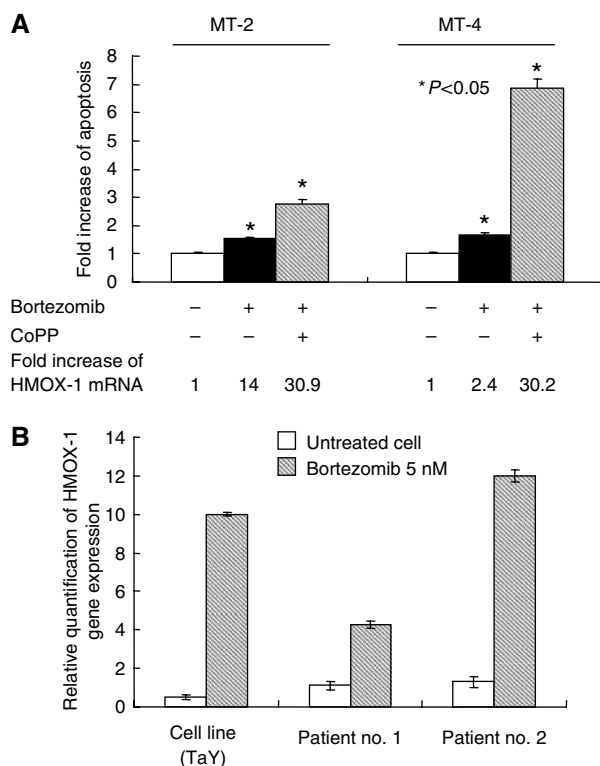 A
MT-2 MT-4
Fold increase of apoptosis
8
7
6
5
4
3
2
1
0
*P<0.05
* * * *
Bortezomib – + + – + +
CoPP – – + – – +
Fold increase of
HMOX-1 mRNA 1 14 30.9 1 2.4 30.2
B
Relative quantification of HMOX-1
gene expression
14
12
10
8
6
4
2
0
Untreated cell
Bortezomib 5 nM
Cell line
(TaY)
Patient no. 1
Patient no. 2